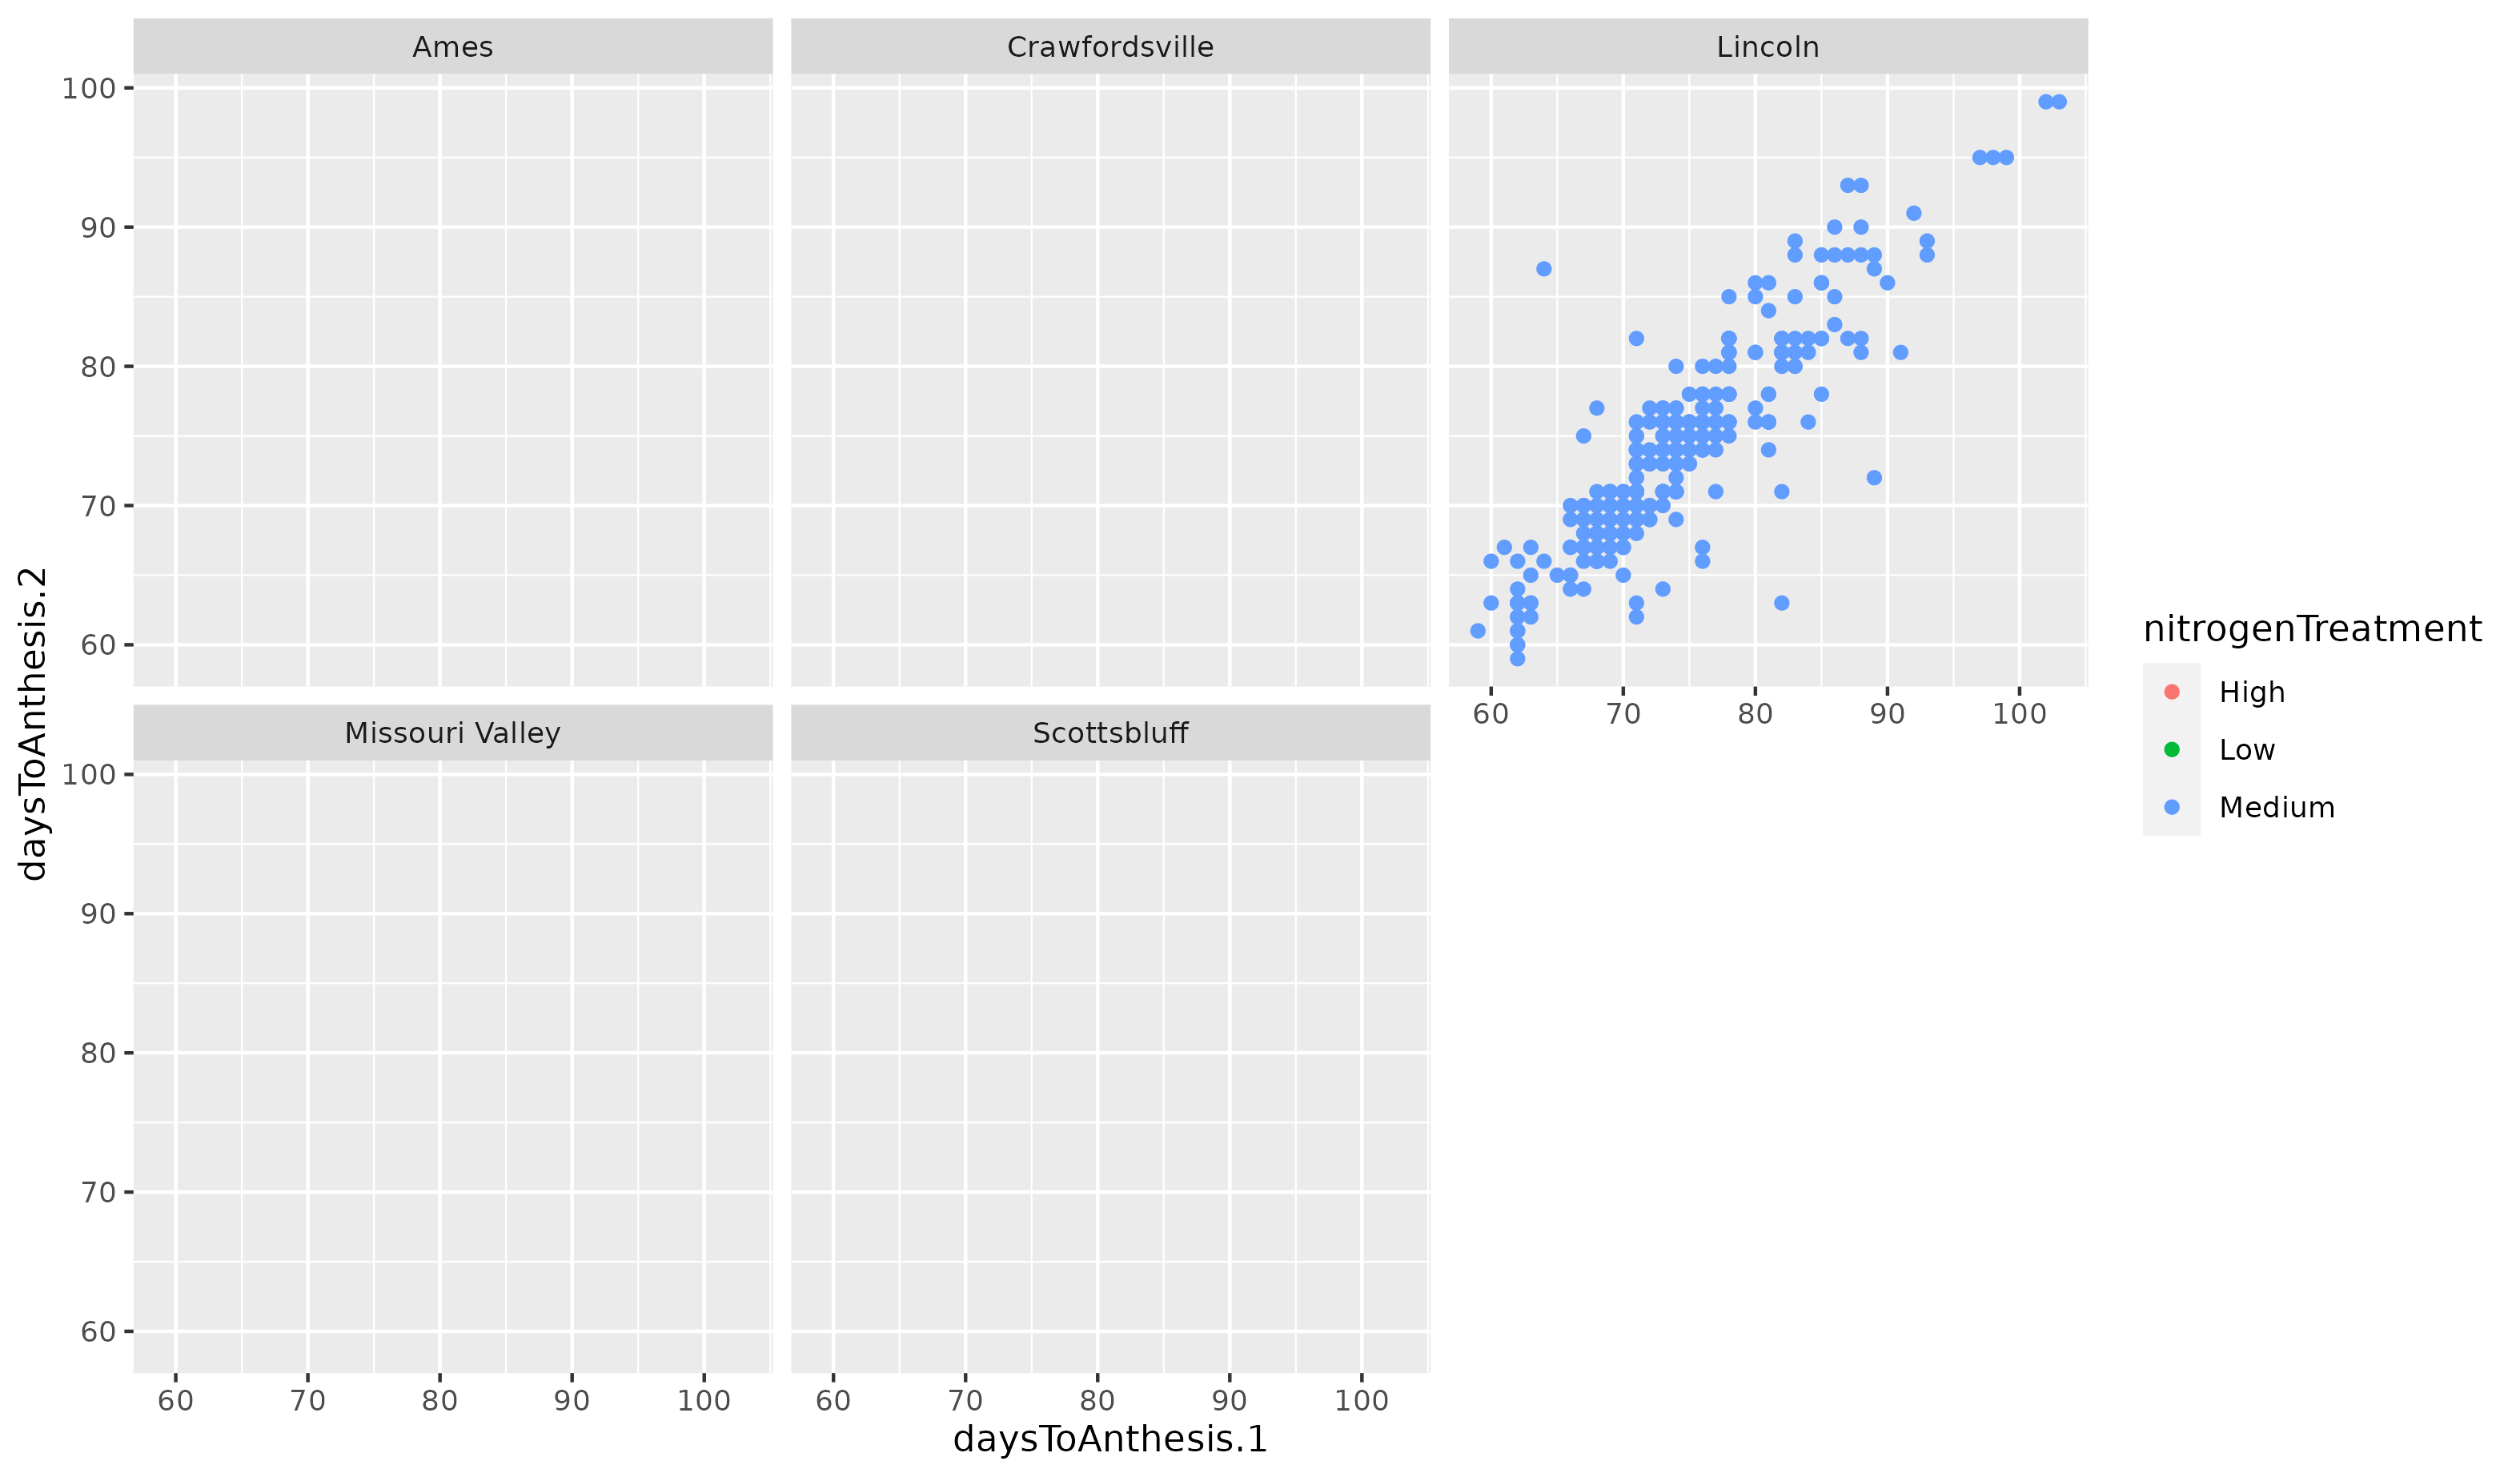 Ames
Crawfordsville
Lincoln
100
90
80
70
60
60 70 80 90 100
Missouri Valley
Scottsbluff
100
90
80
70
60
60 70 80 90 100
60 70 80 90 100
daysToAnthesis.1
daysToAnthesis.2
nitrogenTreatment
High
Low
Medium